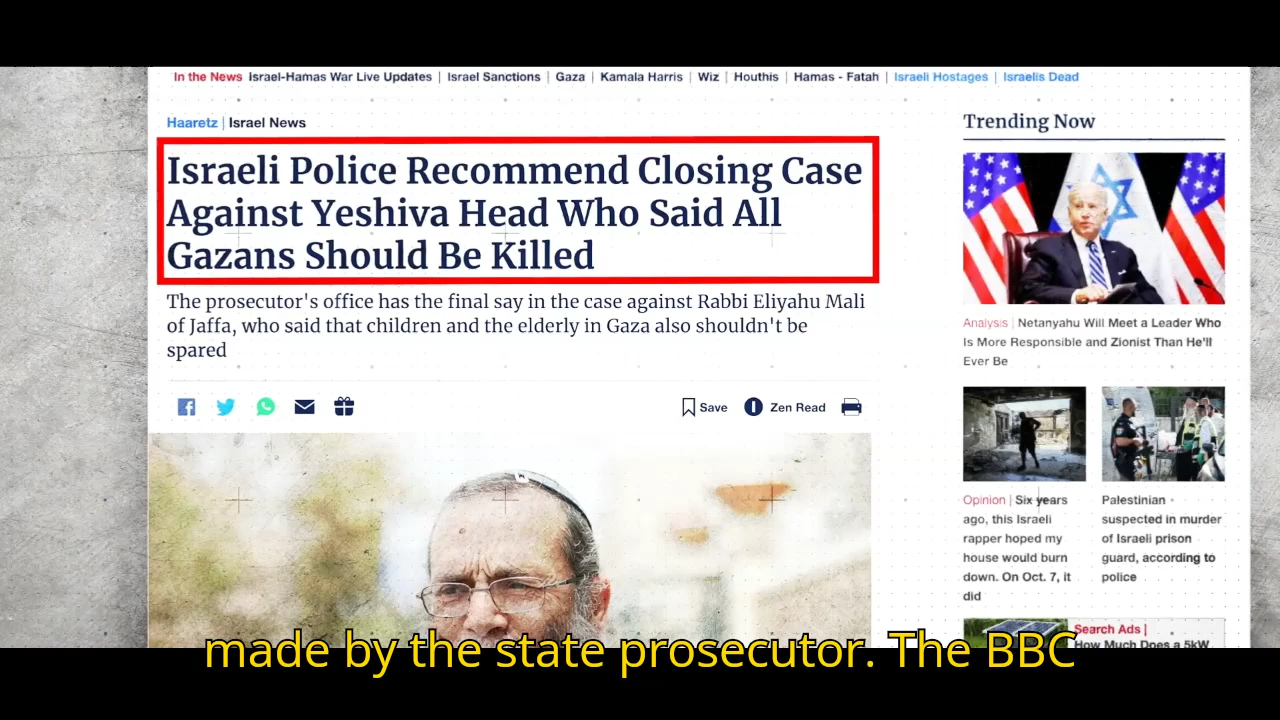 In the News Israel-Hamas War Live Updates | Israel Sanctions | Gaza | Kamala Harris | Wiz | Houthis | Hamas - Fatah | Israeli Hostages | Israelis Dead
Haaretz | Israel News
Israeli Police Recommend Closing Case
Against Yeshiva Head Who Said All
Gazans Should Be Killed
The prosecutor's office has the final say in the case against Rabbi Eliyahu Mali
of Jaffa, who said that children and the elderly in Gaza also shouldn't be
spared
Save Zen Read
Trending Now
Analysis | Netanyahu Will Meet a Leader Who
Is More Responsible and Zionist Than He'll
Ever Be
Opinion | Six years
ago, this Israeli
rapper hoped my
house would burn
down. On Oct. 7, it
did
Palestinian
suspected in murder
of Israeli prison
guard, according to
police
Search Ads |
How Much Does a 5kW
made by the state prosecutor. The BBC